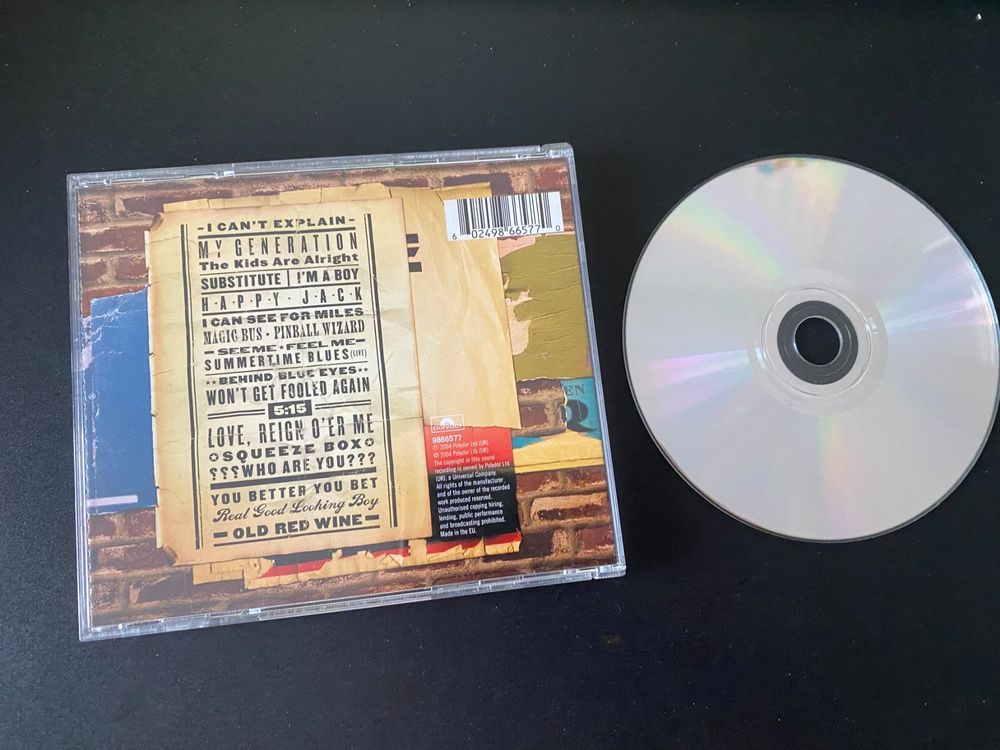 - I CAN'T EXPLAIN -
MY GENERATION
The Kids Are Alright
SUBSTITUTE | I'M A BOY
H·A·P·P·Y · J·A·C·K
I CAN SEE FOR MILES
MAGIC BUS · PINBALL WIZARD
- SEE ME ★ FEEL ME -
SUMMERTIME BLUES (LIVE)
★★ BEHIND BLUE EYES ★★
WON'T GET FOOLED AGAIN
5:15
LOVE, REIGN O'ER ME
✪ SQUEEZE BOX ✪
???WHO ARE YOU???
YOU BETTER YOU BET
Real Good Looking Boy
- OLD RED WINE -
6 02498 66577 0
EN
polydor
9866577
℗ 2004 Polydor Ltd.(UK).
© 2004 Polydor Ltd.(UK).
The copyright in this sound
recording is owned by Polydor Ltd
(UK), a Universal Company.
All rights of the manufacturer
and of the owner of the recorded
work produced reserved.
Unauthorised copying hiring,
lending, public performance
and broadcasting prohibited.
Made in the EU.